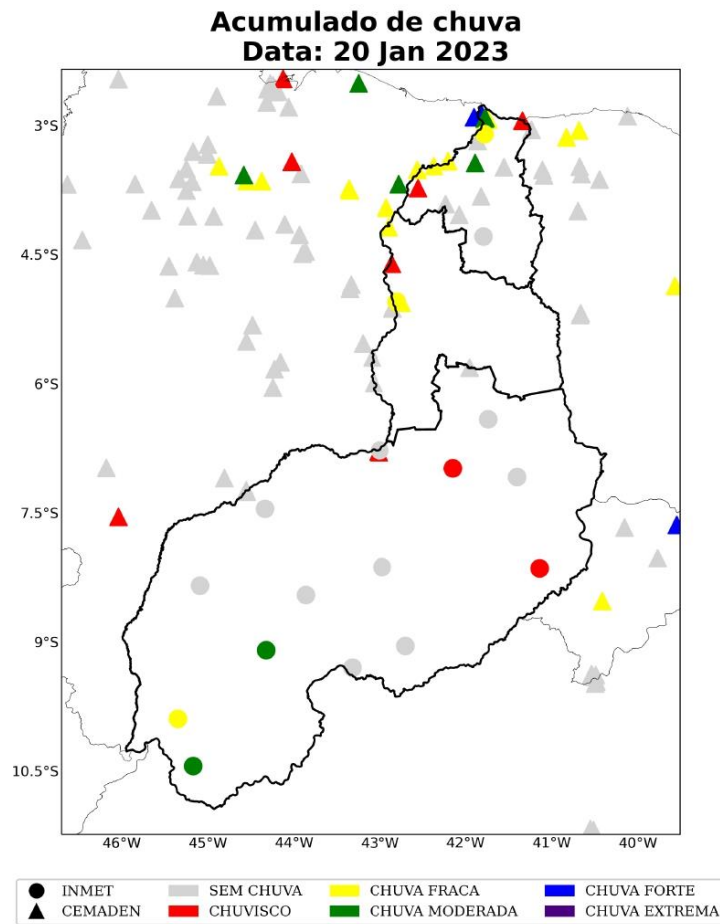 Acumulado de chuva
Data: 20 Jan 2023
3°S
4.5°S
6°S
7.5°S
9°S
10.5°S
46°W 45°W 44°W 43°W 42°W 41°W 40°W
INMET SEM CHUVA CHUVA FRACA CHUVA FORTE
CEMADEN CHUVISCO CHUVA MODERADA CHUVA EXTREMA